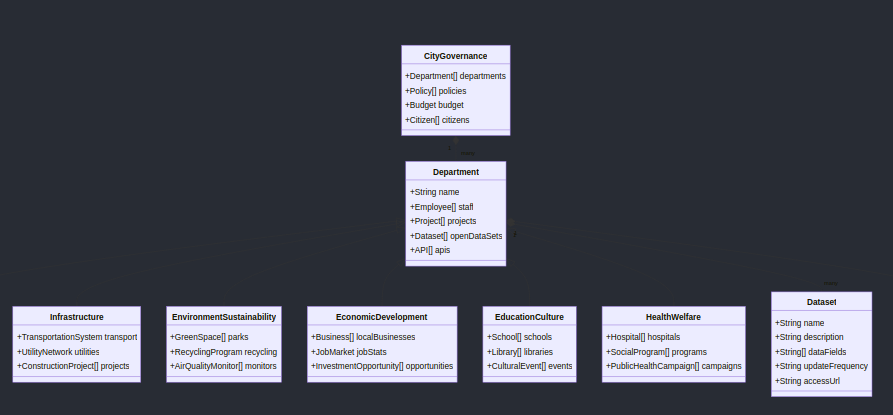 CityGovernance
+Department[] departments
+Policy[] policies
+Budget budget
+Citizen[] citizens
Department
+String name
+Employee[] staff
+Project[] projects
+Dataset[] openDataSets
+API[] apis
Infrastructure
+TransportationSystem transport
+UtilityNetwork utilities
+ConstructionProject[] projects
EnvironmentSustainability
+GreenSpace[] parks
+RecyclingProgram recycling
+AirQualityMonitor[] monitors
EconomicDevelopment
+Business[] localBusinesses
+JobMarket jobStats
+InvestmentOpportunity[] opportunities
EducationCulture
+School[] schools
+Library[] libraries
+CulturalEvent[] events
HealthWelfare
+Hospital[] hospitals
+SocialProgram[] programs
+PublicHealthCampaign[] campaigns
Dataset
+String name
+String description
+String[] dataFields
+String updateFrequency
+String accessUrl